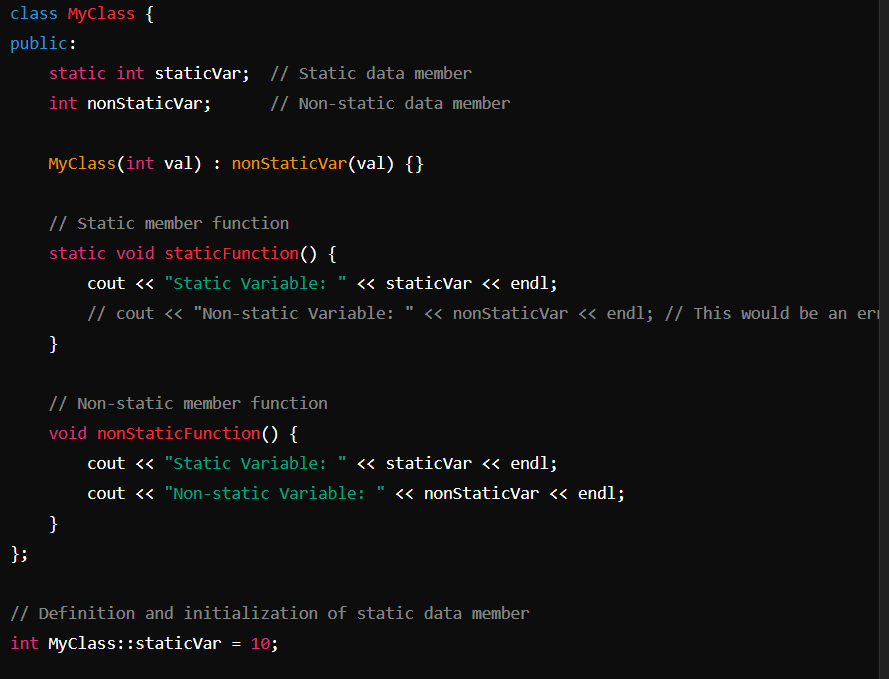 class MyClass {
public:
    static int staticVar;  // Static data member
    int nonStaticVar;      // Non-static data member

    MyClass(int val) : nonStaticVar(val) {}

    // Static member function
    static void staticFunction() {
        cout << "Static Variable: " << staticVar << endl;
        // cout << "Non-static Variable: " << nonStaticVar << endl; // This would be an
    }

    // Non-static member function
    void nonStaticFunction() {
        cout << "Static Variable: " << staticVar << endl;
        cout << "Non-static Variable: " << nonStaticVar << endl;
    }
};

// Definition and initialization of static data member
int MyClass::staticVar = 10;